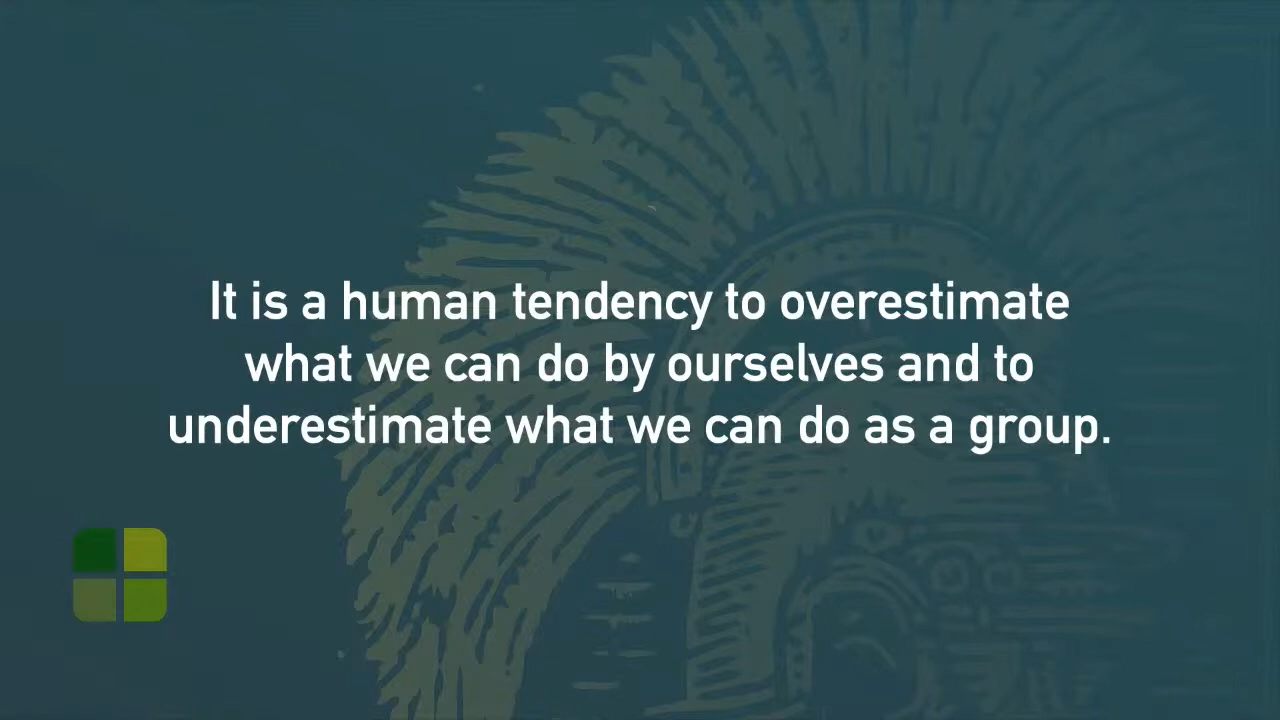 It is a human tendency to overestimate
what we can do by ourselves and to
underestimate what we can do as a group.